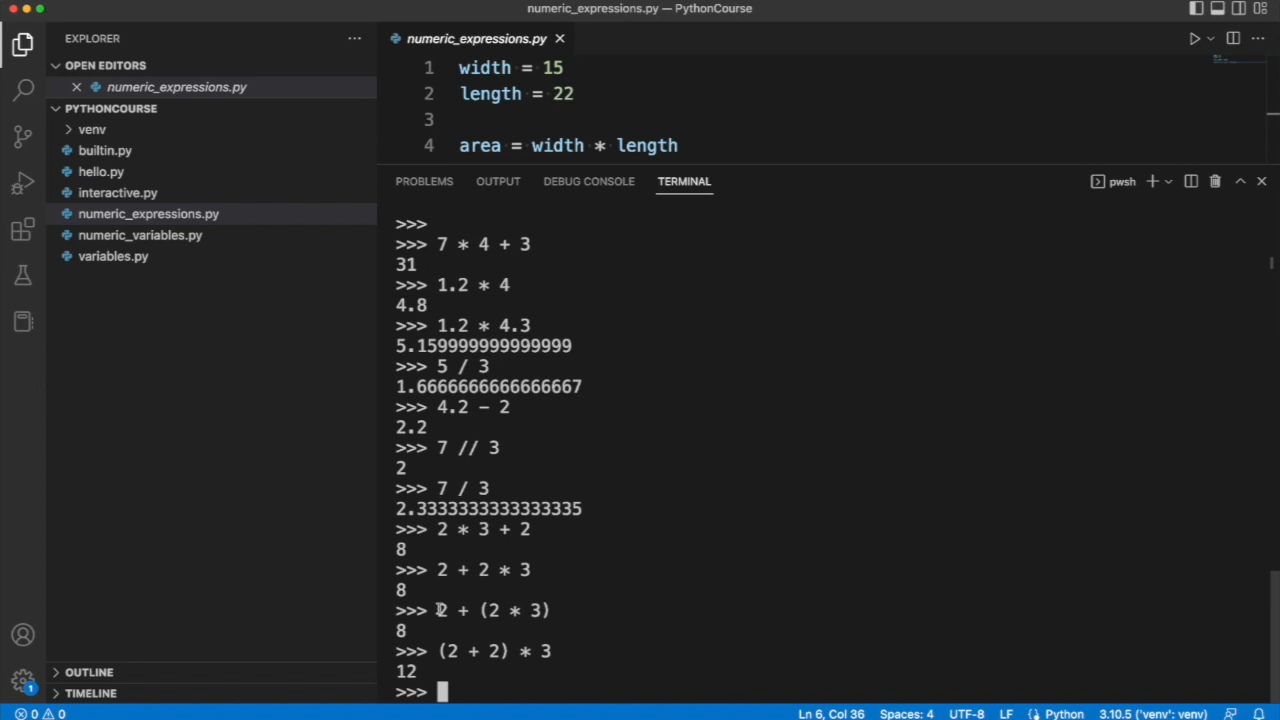 numeric_expressions.py — PythonCourse
EXPLORER
OPEN EDITORS
numeric_expressions.py
PYTHONCOURSE
venv
builtin.py
hello.py
interactive.py
numeric_expressions.py
numeric_variables.py
variables.py
OUTLINE
TIMELINE
numeric_expressions.py
1 width = 15
2 length = 22
3
4 area = width * length
PROBLEMS OUTPUT DEBUG CONSOLE TERMINAL pwsh
>>>
>>> 7 * 4 + 3
31
>>> 1.2 * 4
4.8
>>> 1.2 * 4.3
5.159999999999999
>>> 5 / 3
1.6666666666666667
>>> 4.2 - 2
2.2
>>> 7 // 3
2
>>> 7 / 3
2.3333333333333335
>>> 2 * 3 + 2
8
>>> 2 + 2 * 3
8
>>> 2 + (2 * 3)
8
>>> (2 + 2) * 3
12
>>>
1
0 0 Ln 6, Col 36 Spaces: 4 UTF-8 LF Python 3.10.5 ('venv': venv)